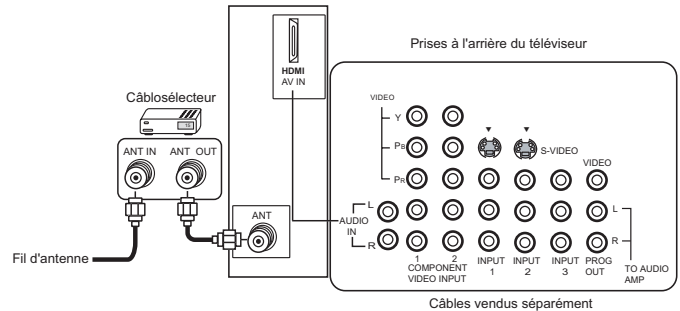 Prises à l'arrière du téléviseur
HDMI
AV IN
Câblosélecteur
ANT IN
ANT OUT
Fil d'antenne
ANT
VIDEO
Y
PB
PR
AUDIO
IN
L
R
S-VIDEO
VIDEO
L
R
1
2
COMPONENT
VIDEO INPUT
INPUT
1
INPUT
2
INPUT
3
PROG
OUT
TO AUDIO
AMP
Câbles vendus séparément